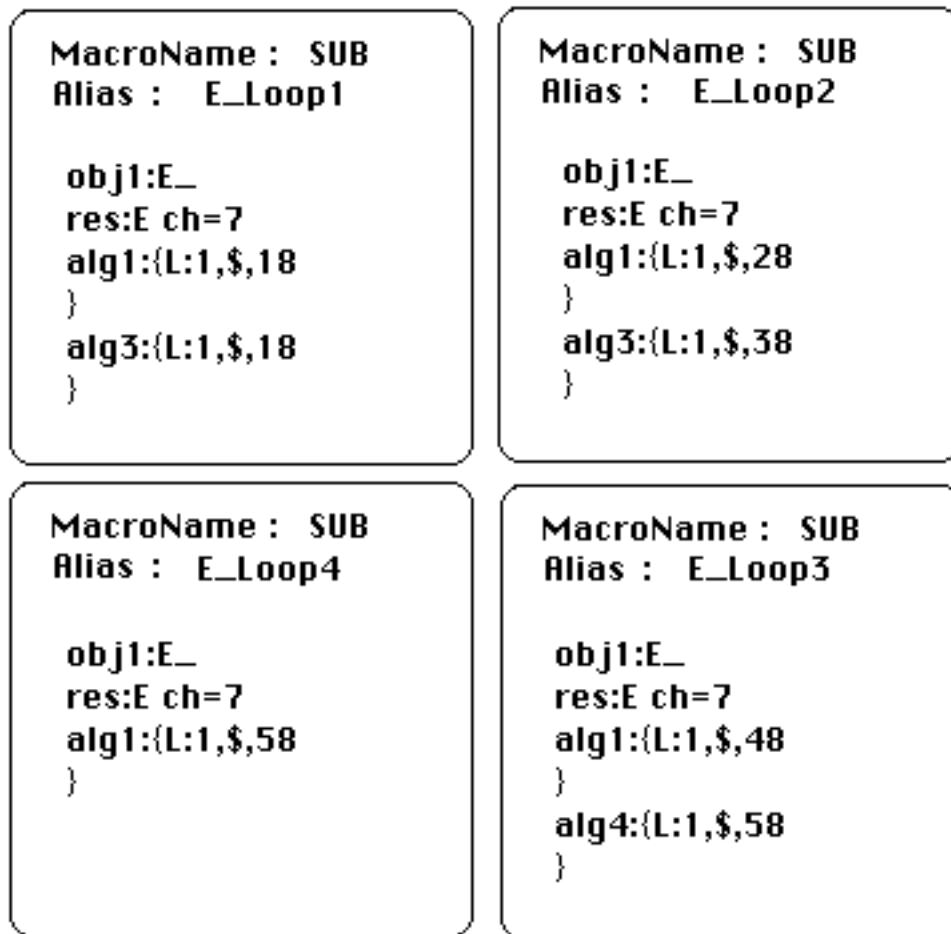 MacroName : SUB
Alias : E_Loop1
obj1:E_
res:E ch=7
alg1:{L:1,$,18
}
alg3:{L:1,$,18
}
MacroName : SUB
Alias : E_Loop2
obj1:E_
res:E ch=7
alg1:{L:1,$,28
}
alg3:{L:1,$,38
}
MacroName : SUB
Alias : E_Loop4
obj1:E_
res:E ch=7
alg1:{L:1,$,58
}
MacroName : SUB
Alias : E_Loop3
obj1:E_
res:E ch=7
alg1:{L:1,$,48
}
alg4:{L:1,$,58
}